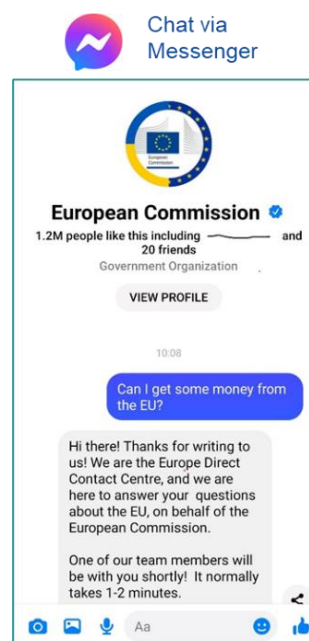 Chat via
Messenger
European
Commission
European Commission
1.2M people like this including and
20 friends
Government Organization
VIEW PROFILE
10:08
Can I get some money from
the EU?
Hi there! Thanks for writing to
us! We are the Europe Direct
Contact Centre, and we are
here to answer your questions
about the EU, on behalf of the
European Commission.
One of our team members will
be with you shortly! It normally
takes 1-2 minutes.
Aa